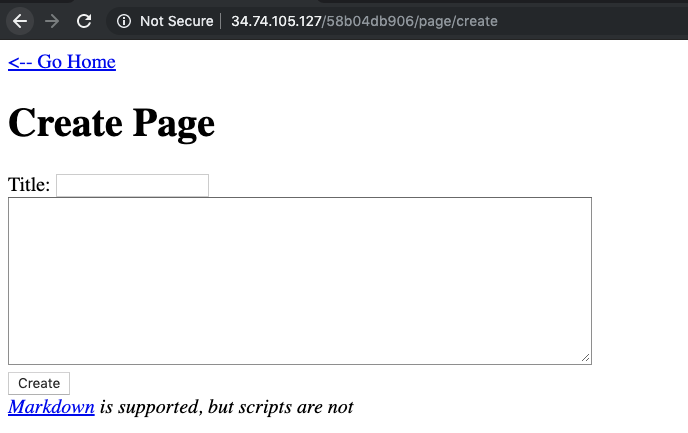 Not Secure 34.74.105.127/58b04db906/page/create
<-- Go Home
Create Page
Title:
Create
Markdown is supported, but scripts are not